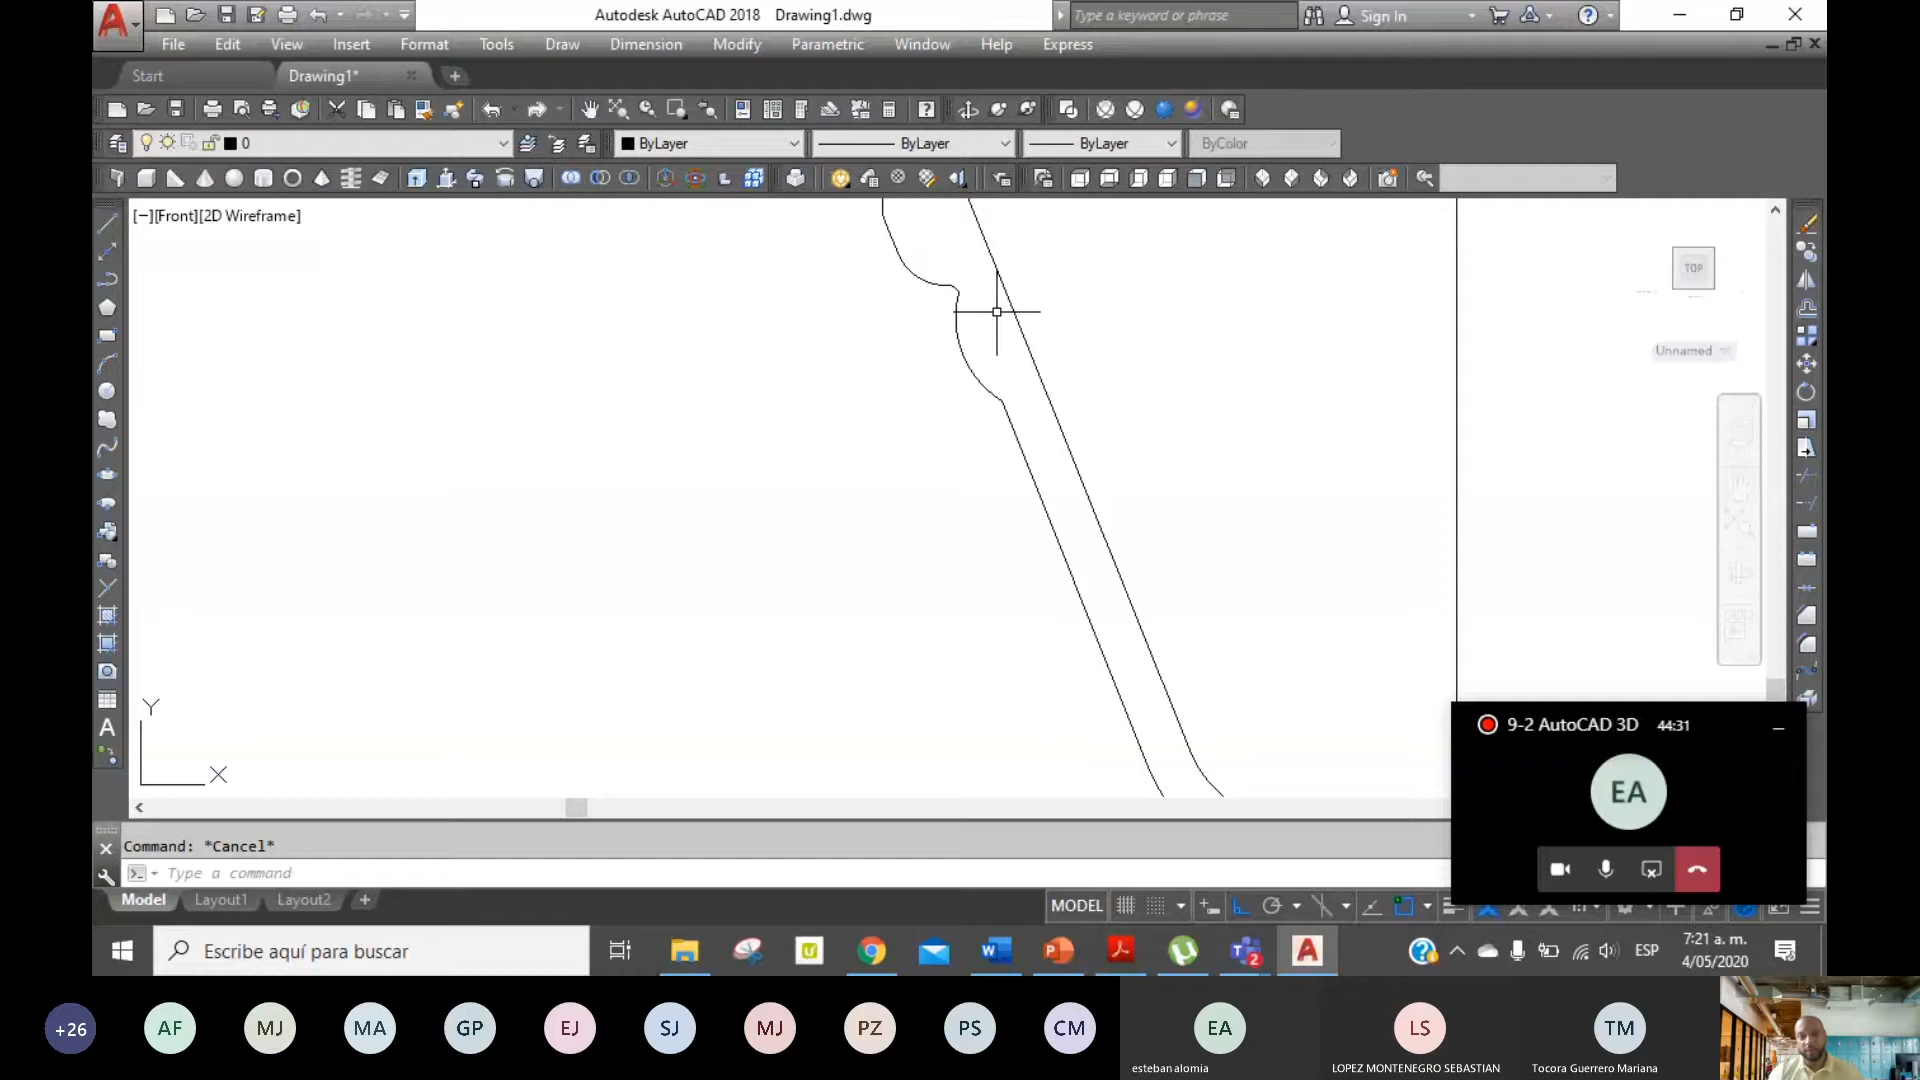 Autodesk AutoCAD 2018 Drawing1.dwg
Type a keyword or phrase
Sign In
File Edit View Insert Format Tools Draw Dimension Modify Parametric Window Help Express
Start Drawing1*
0 ByLayer ByLayer ByLayer ByColor
[−][Front][2D Wireframe]
TOP
Unnamed
Y
X
9-2 AutoCAD 3D 44:31
EA
Command: *Cancel*
Type a command
Model Layout1 Layout2
MODEL
Escribe aquí para buscar
ESP
7:21 a. m.
4/05/2020
+26 AF MJ MA GP EJ SJ MJ PZ PS CM EA LS TM
esteban alomia LOPEZ MONTENEGRO SEBASTIAN Tocora Guerrero Mariana